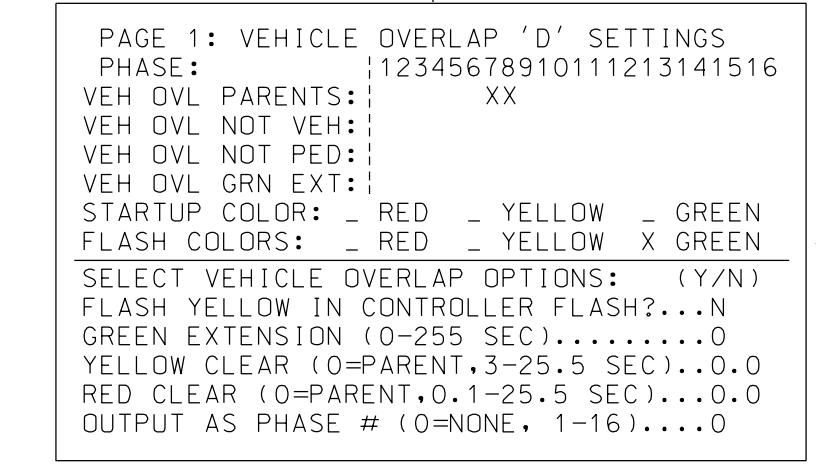 PAGE 1: VEHICLE OVERLAP 'D' SETTINGS
PHASE: |12345678910111213141516
VEH OVL PARENTS:| XX
VEH OVL NOT VEH:|
VEH OVL NOT PED:|
VEH OVL GRN EXT:|
STARTUP COLOR: _ RED _ YELLOW _ GREEN
FLASH COLORS: _ RED _ YELLOW X GREEN
SELECT VEHICLE OVERLAP OPTIONS: (Y/N)
FLASH YELLOW IN CONTROLLER FLASH?...N
GREEN EXTENSION (0-255 SEC).........0
YELLOW CLEAR (0=PARENT,3-25.5 SEC)..0.0
RED CLEAR (0=PARENT,0.1-25.5 SEC)...0.0
OUTPUT AS PHASE # (0=NONE, 1-16)....0